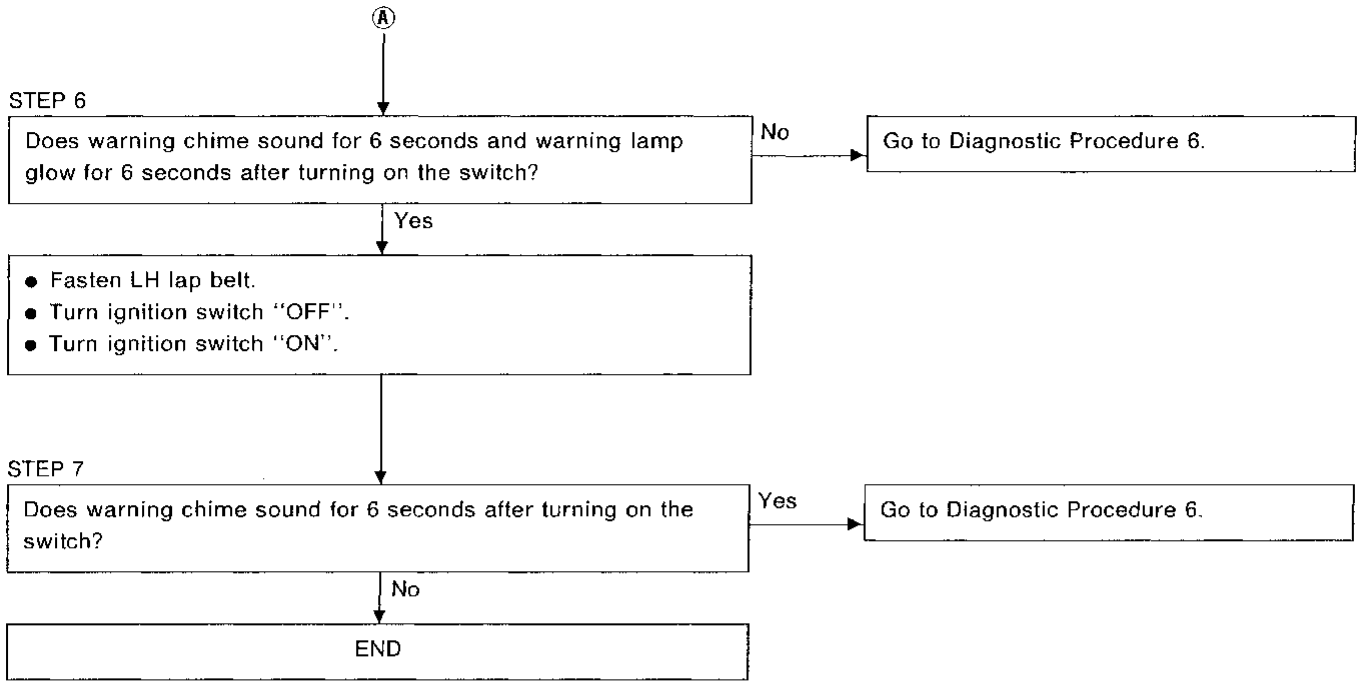 A
STEP 6
Does warning chime sound for 6 seconds and warning lamp
glow for 6 seconds after turning on the switch?
No
Go to Diagnostic Procedure 6.
Yes
● Fasten LH lap belt.
● Turn ignition switch "OFF".
● Turn ignition switch "ON".
STEP 7
Does warning chime sound for 6 seconds after turning on the
switch?
Yes
Go to Diagnostic Procedure 6.
No
END